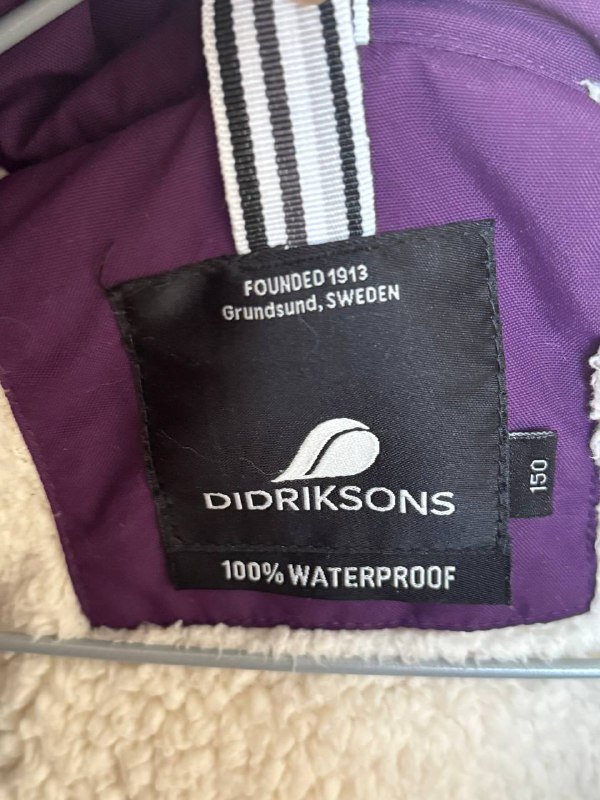 FOUNDED 1913
Grundsund, SWEDEN
DIDRIKSONS
150
100% WATERPROOF